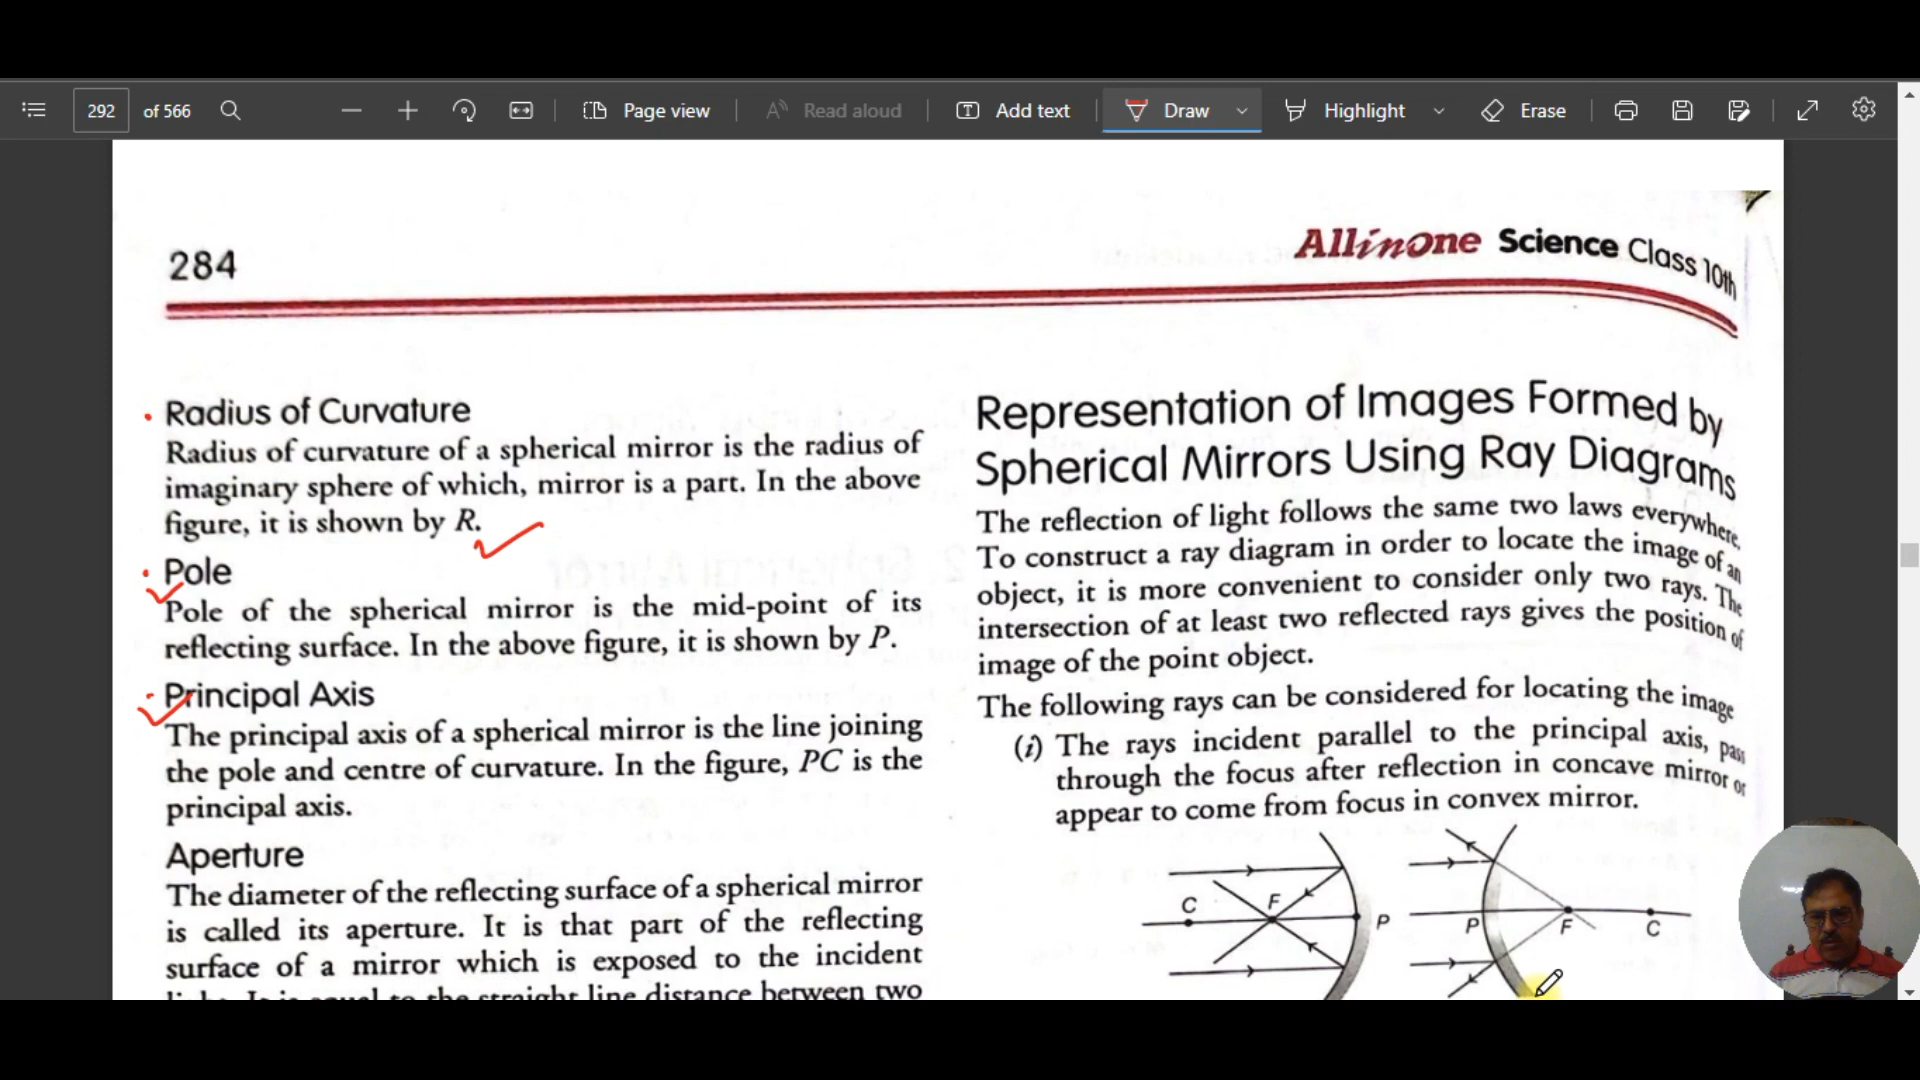 292 of 566
Page view
Read aloud
Add text
Draw
Highlight
Erase
284
Allinone Science Class 10th
Radius of Curvature
Radius of curvature of a spherical mirror is the radius of
imaginary sphere of which, mirror is a part. In the above
figure, it is shown by R.
Pole
Pole of the spherical mirror is the mid-point of its
reflecting surface. In the above figure, it is shown by P.
Principal Axis
The principal axis of a spherical mirror is the line joining
the pole and centre of curvature. In the figure, PC is the
principal axis.
Aperture
The diameter of the reflecting surface of a spherical mirror
is called its aperture. It is that part of the reflecting
surface of a mirror which is exposed to the incident
light. It is equal to the straight line distance between two
Representation of Images Formed by
Spherical Mirrors Using Ray Diagrams
The reflection of light follows the same two laws everywhere.
To construct a ray diagram in order to locate the image of an
object, it is more convenient to consider only two rays. The
intersection of at least two reflected rays gives the position of
image of the point object.
The following rays can be considered for locating the image
(i) The rays incident parallel to the principal axis, pass
through the focus after reflection in concave mirror or
appear to come from focus in convex mirror.
C F P
P F C